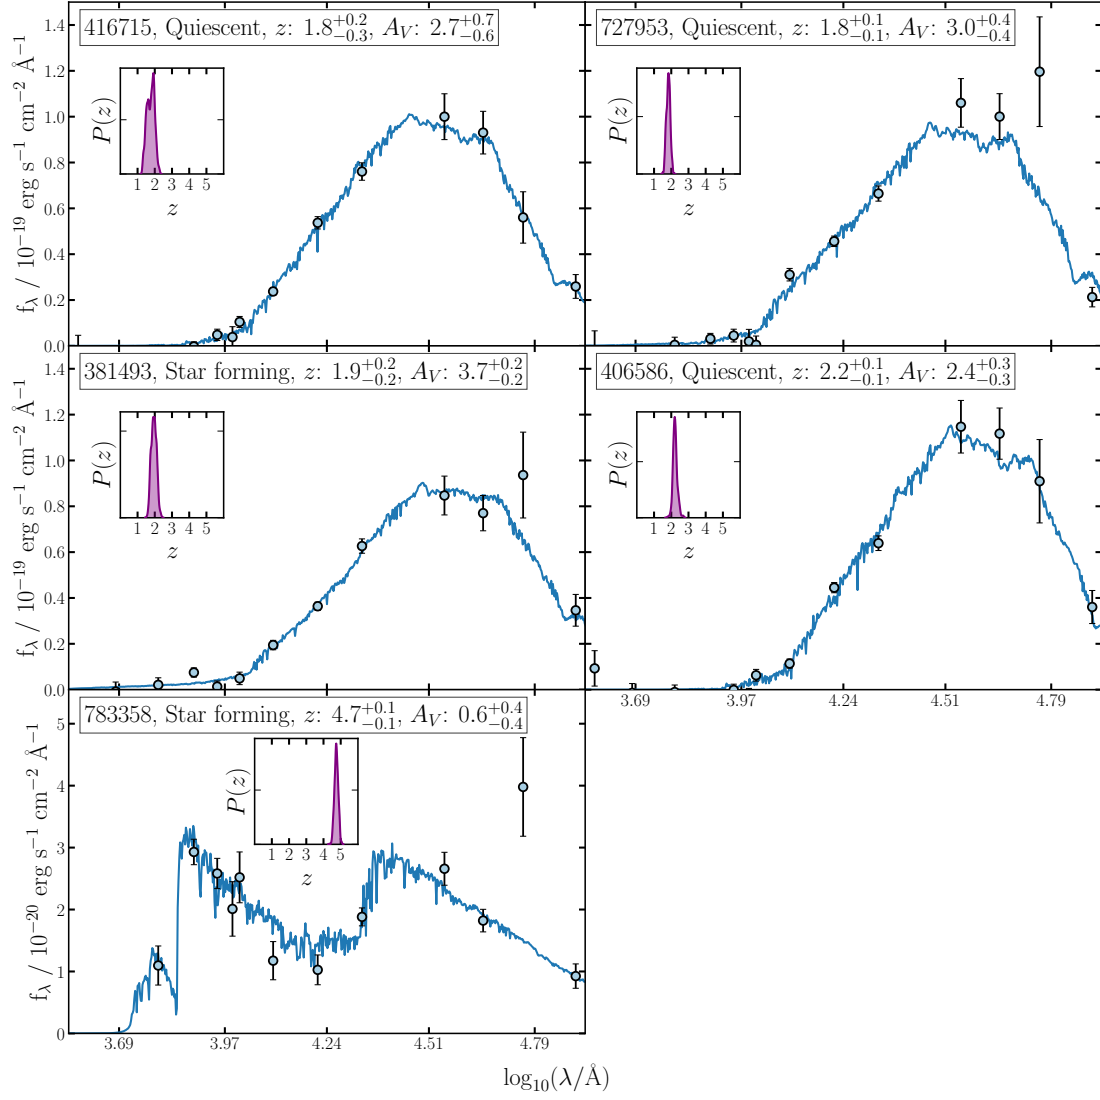 416715, Quiescent, z: 1.8+0.2−0.3, A_V: 2.7+0.7−0.6
727953, Quiescent, z: 1.8+0.1−0.1, A_V: 3.0+0.4−0.4
1.4
1.2
1.0
0.8
0.6
0.4
0.2
0.0
f_λ / 10⁻¹⁹ erg s⁻¹ cm⁻² Å⁻¹
P(z)
1 2 3 4 5
z
P(z)
1 2 3 4 5
z
381493, Star forming, z: 1.9+0.2−0.2, A_V: 3.7+0.2−0.2
406586, Quiescent, z: 2.2+0.1−0.1, A_V: 2.4+0.3−0.3
1.4
1.2
1.0
0.8
0.6
0.4
0.2
0.0
f_λ / 10⁻¹⁹ erg s⁻¹ cm⁻² Å⁻¹
P(z)
1 2 3 4 5
z
P(z)
1 2 3 4 5
z
3.69 3.97 4.24 4.51 4.79
783358, Star forming, z: 4.7+0.1−0.1, A_V: 0.6+0.4−0.4
5
4
3
2
1
0
f_λ / 10⁻²⁰ erg s⁻¹ cm⁻² Å⁻¹
P(z)
1 2 3 4 5
z
3.69 3.97 4.24 4.51 4.79
log₁₀(λ/Å)